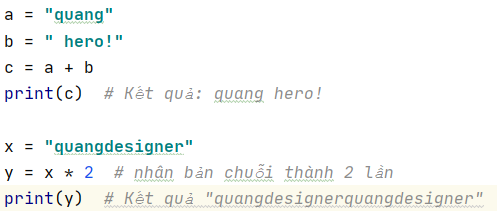 a = "quang"
b = " hero!"
c = a + b
print(c)  # Kết quả: quang hero!
x = "quangdesigner"
y = x * 2  # nhân bản chuỗi thành 2 lần
print(y)  # Kết quả "quangdesignerquangdesigner"